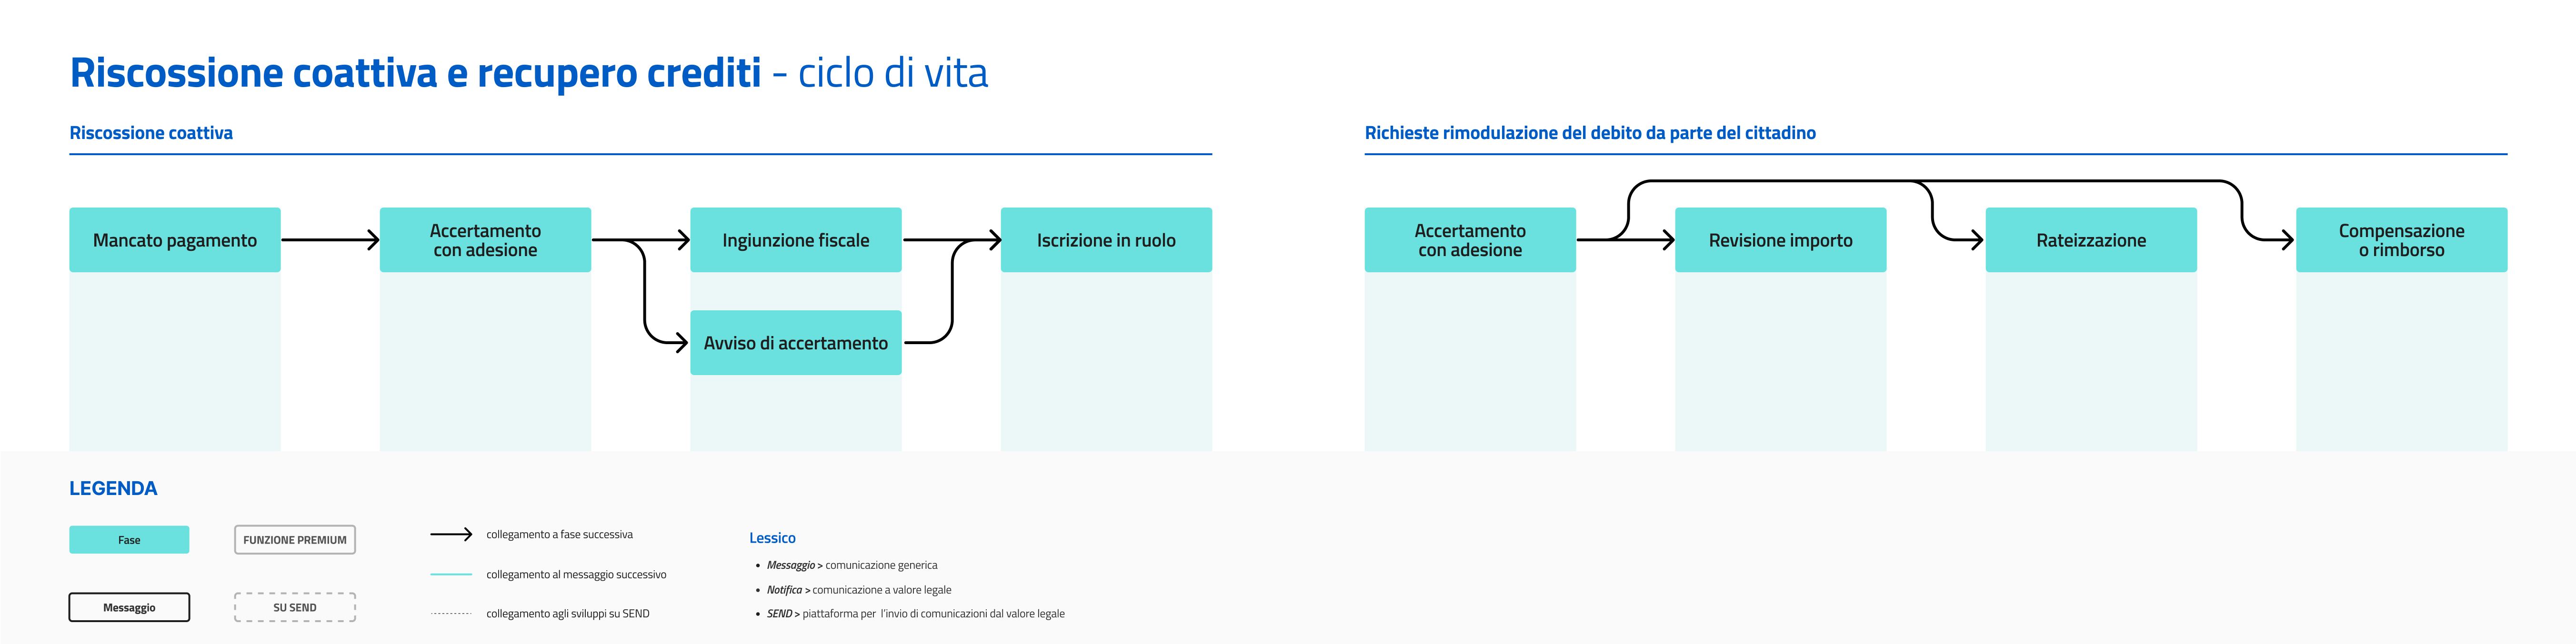 Riscossione coattiva e recupero crediti - ciclo di vita
Riscossione coattiva
Mancato pagamento
Accertamento
con adesione
Ingiunzione fiscale
Avviso di accertamento
Iscrizione in ruolo
Richieste rimodulazione del debito da parte del cittadino
Accertamento
con adesione
Revisione importo
Rateizzazione
Compensazione
o rimborso
LEGENDA
Fase
FUNZIONE PREMIUM
Messaggio
SU SEND
collegamento a fase successiva
collegamento al messaggio successivo
collegamento agli sviluppi su SEND
Lessico
• Messaggio > comunicazione generica
• Notifica > comunicazione a valore legale
• SEND > piattaforma per l'invio di comunicazioni dal valore legale